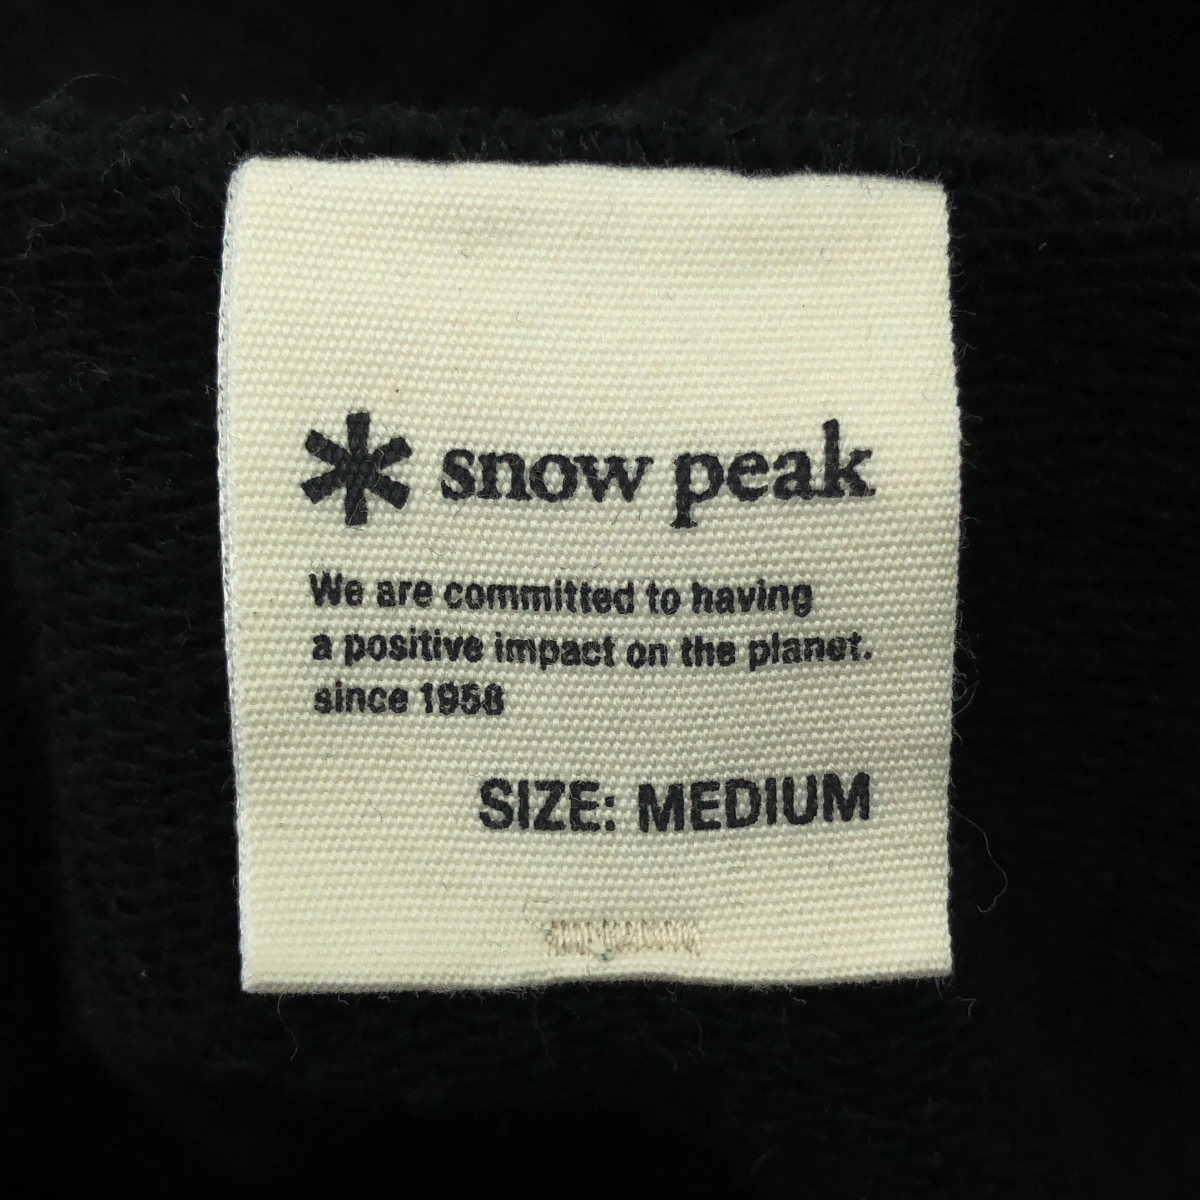 snow peak
We are committed to having
a positive impact on the planet.
since 1958
SIZE: MEDIUM